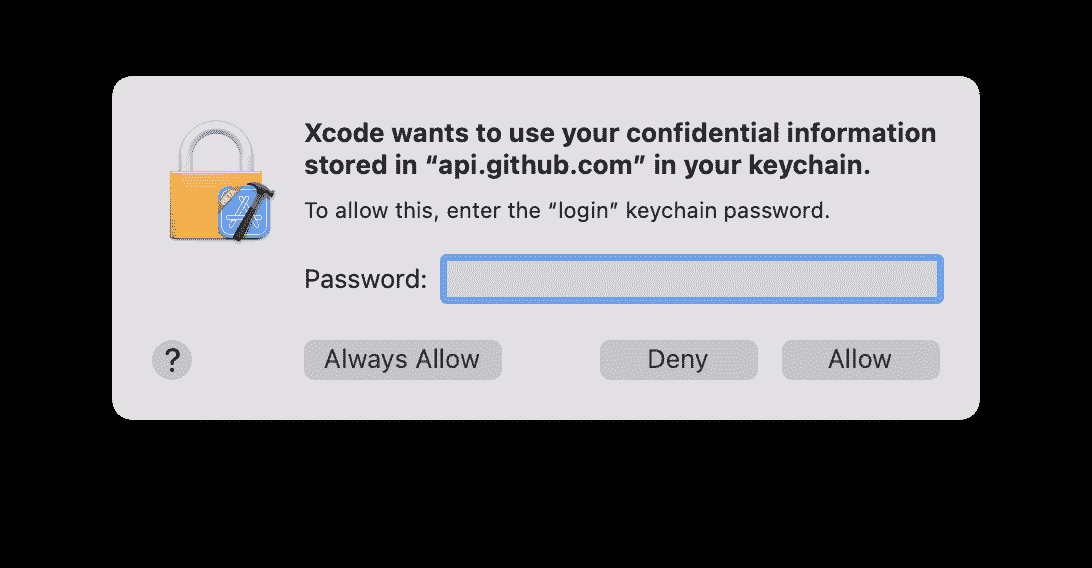 Xcode wants to use your confidential information
stored in “api.github.com” in your keychain.
To allow this, enter the “login” keychain password.
Password:
?
Always Allow
Deny
Allow